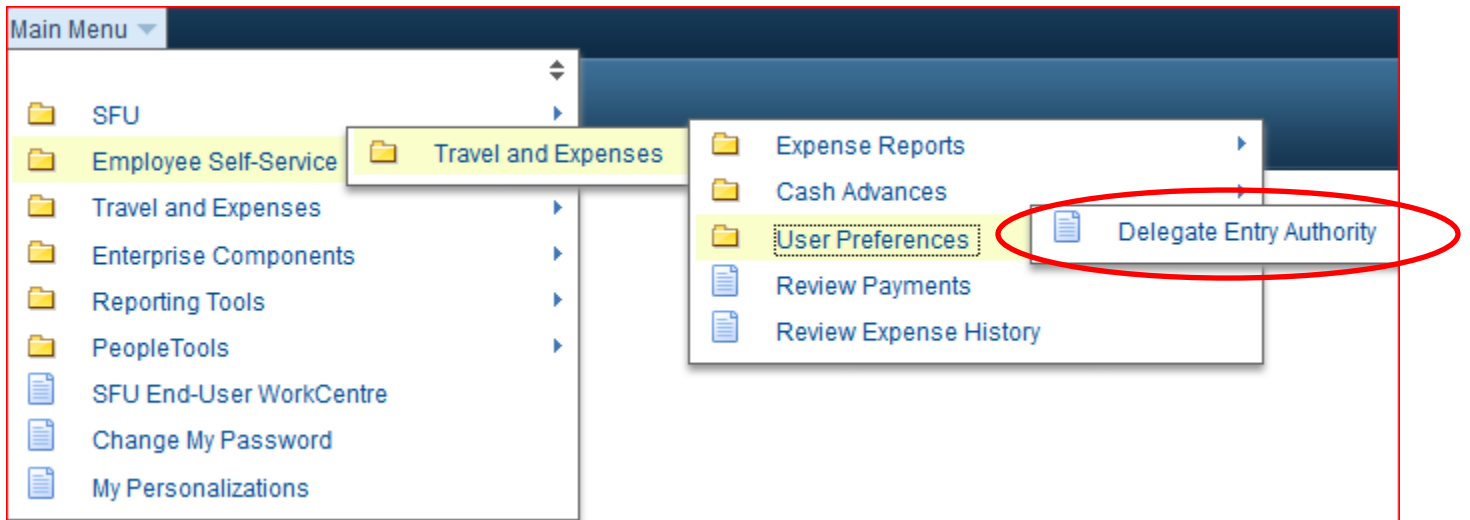 Main Menu
SFU
Employee Self-Service
Travel and Expenses
Enterprise Components
Reporting Tools
PeopleTools
SFU End-User WorkCentre
Change My Password
My Personalizations
Travel and Expenses
Expense Reports
Cash Advances
User Preferences
Review Payments
Review Expense History
Delegate Entry Authority